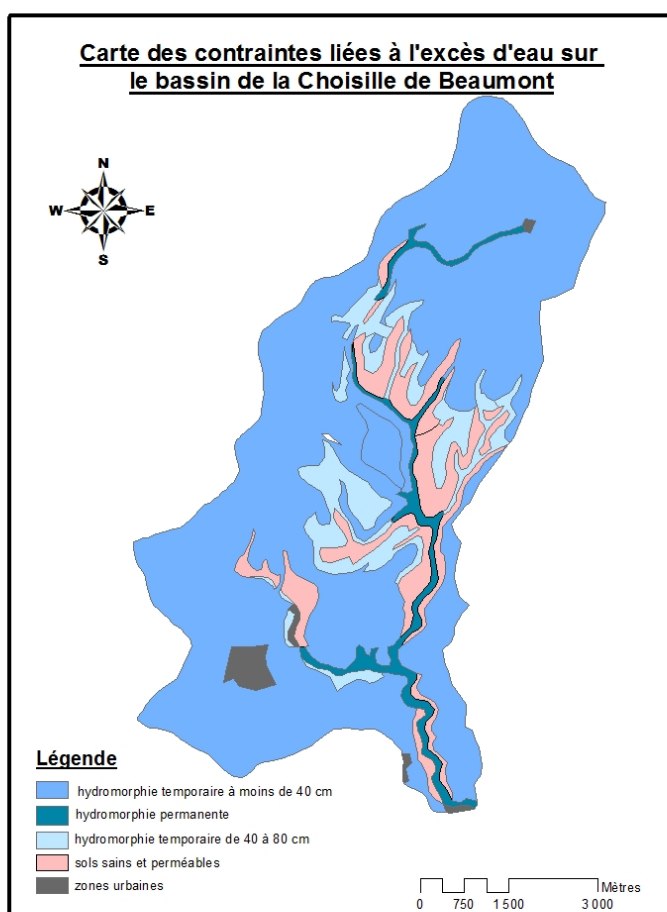 Carte des contraintes liées à l'excès d'eau sur
le bassin de la Choisille de Beaumont
N
W E
S
Légende
hydromorphie temporaire à moins de 40 cm
hydromorphie permanente
hydromorphie temporaire de 40 à 80 cm
sols sains et perméables
zones urbaines
Mètres
0 750 1 500 3 000